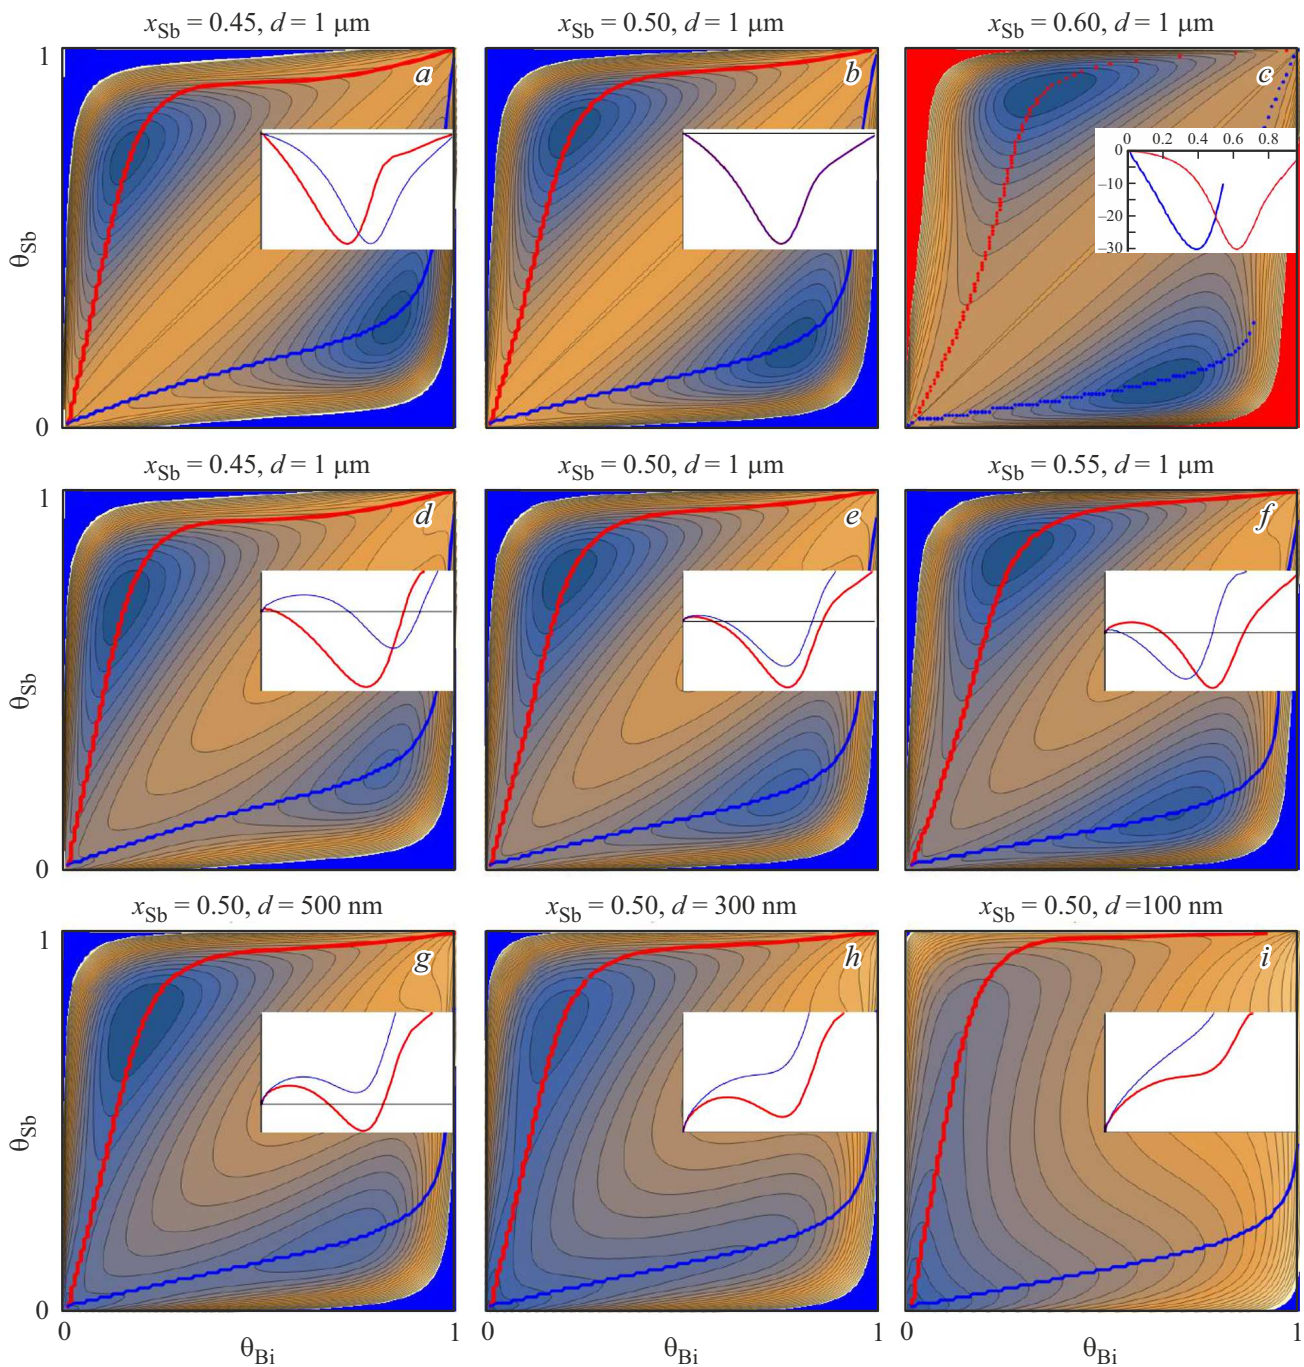 x_Sb = 0.45, d = 1 μm
x_Sb = 0.50, d = 1 μm
x_Sb = 0.60, d = 1 μm
1
a
b
c
0 0.2 0.4 0.6 0.8
0
−10
−20
−30
θ_Sb
0
x_Sb = 0.45, d = 1 μm
x_Sb = 0.50, d = 1 μm
x_Sb = 0.55, d = 1 μm
1
d
e
f
θ_Sb
0
x_Sb = 0.50, d = 500 nm
x_Sb = 0.50, d = 300 nm
x_Sb = 0.50, d =100 nm
1
g
h
i
θ_Sb
0
0 1
0 1
0 1
θ_Bi
θ_Bi
θ_Bi